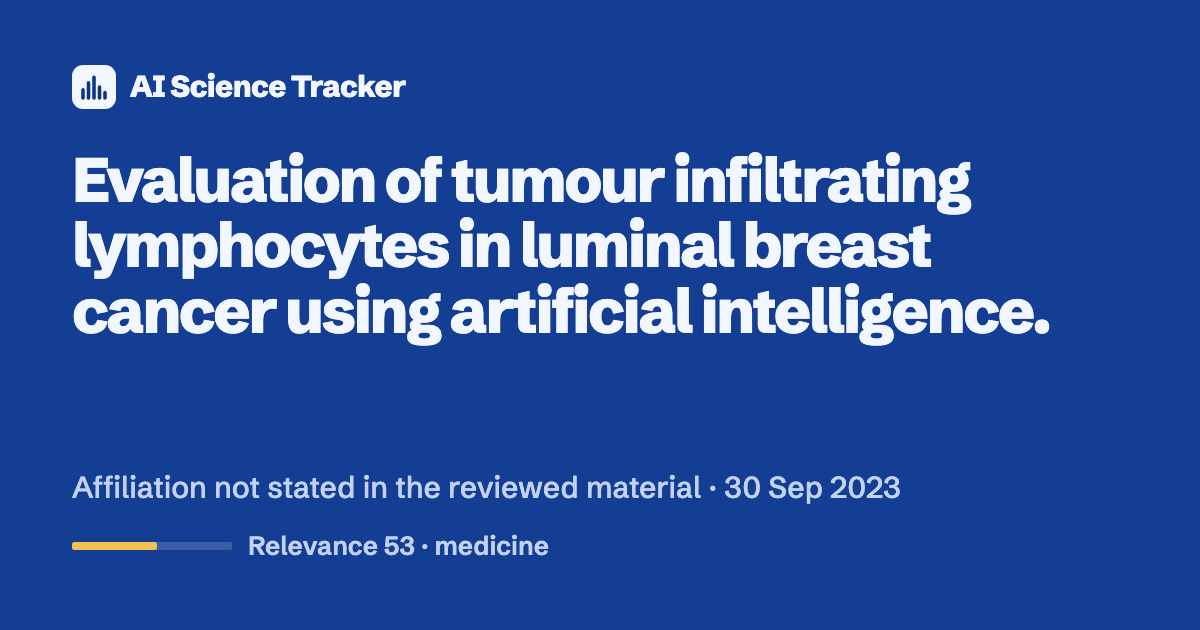 AI Science Tracker
Evaluation of tumour infiltrating
lymphocytes in luminal breast
cancer using artificial intelligence.
Affiliation not stated in the reviewed material · 30 Sep 2023
Relevance 53 · medicine